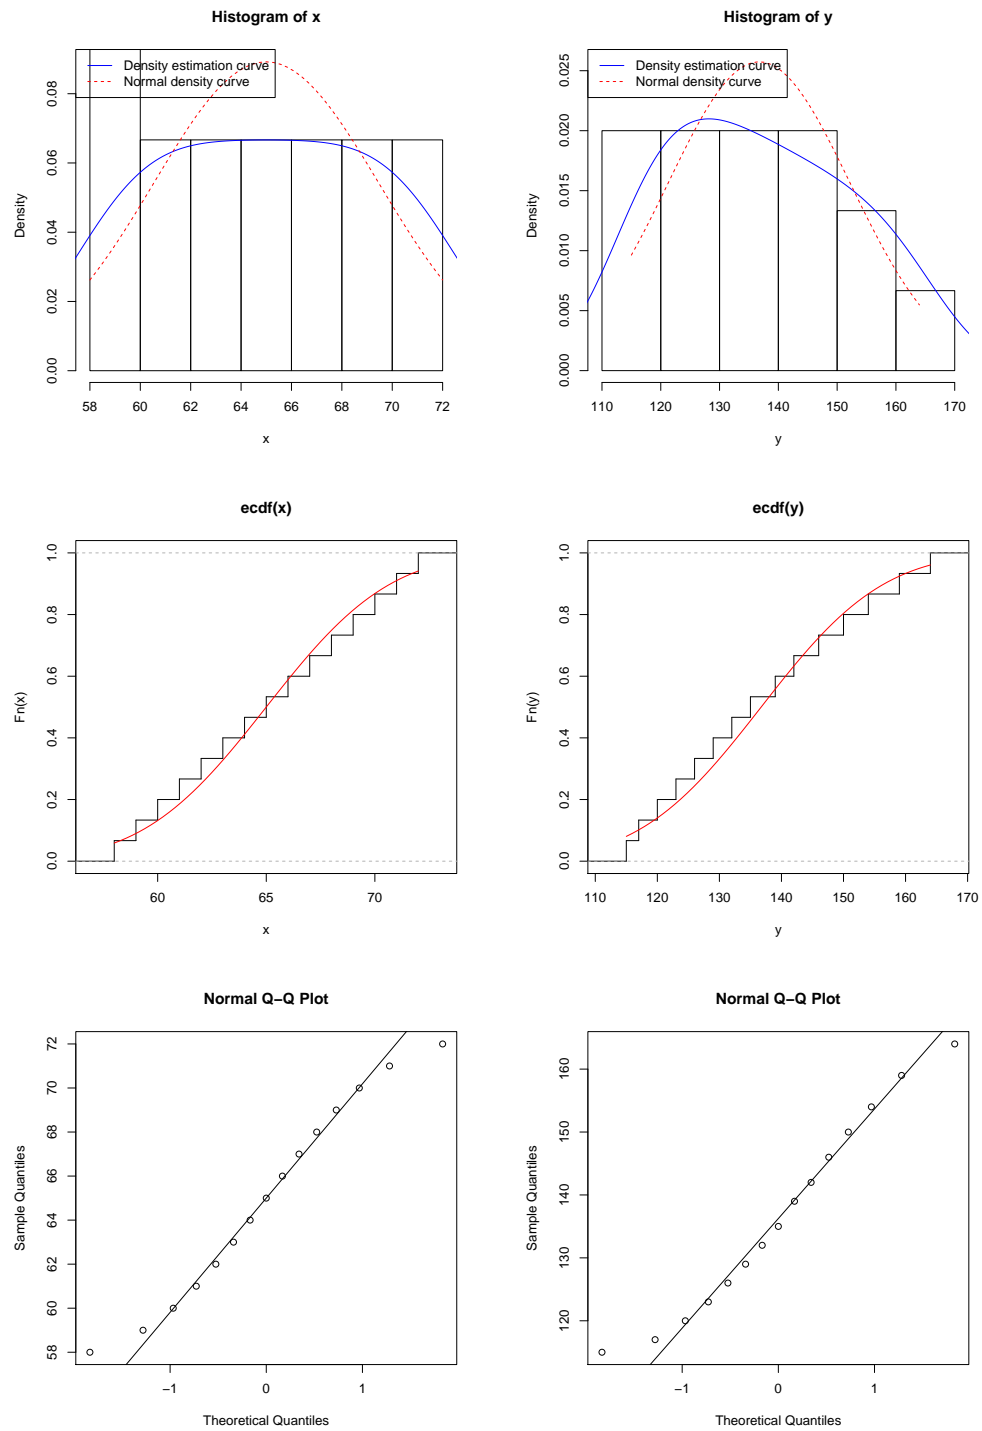 Histogram of x
Density estimation curve
Normal density curve
Density
0.00 0.02 0.04 0.06 0.08
58 60 62 64 66 68 70 72
x
Histogram of y
Density estimation curve
Normal density curve
Density
0.000 0.005 0.010 0.015 0.020 0.025
110 120 130 140 150 160 170
y
ecdf(x)
Fn(x)
0.0 0.2 0.4 0.6 0.8 1.0
60 65 70
x
ecdf(y)
Fn(y)
0.0 0.2 0.4 0.6 0.8 1.0
110 120 130 140 150 160 170
y
Normal Q−Q Plot
Sample Quantiles
58 60 62 64 66 68 70 72
−1 0 1
Theoretical Quantiles
Normal Q−Q Plot
Sample Quantiles
120 130 140 150 160
−1 0 1
Theoretical Quantiles